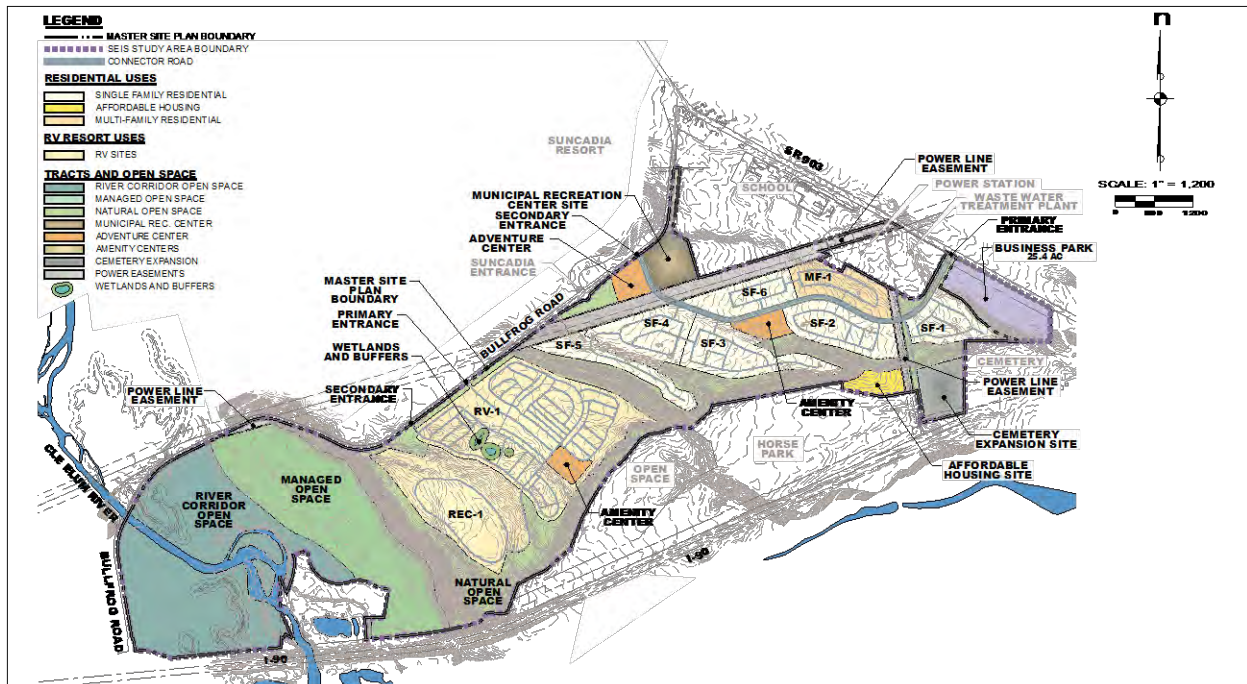 LEGEND
MASTER SITE PLAN BOUNDARY
SEIS STUDY AREA BOUNDARY
CONNECTOR ROAD
RESIDENTIAL USES
SINGLE FAMILY RESIDENTIAL
AFFORDABLE HOUSING
MULTI-FAMILY RESIDENTIAL
RV RESORT USES
RV SITES
TRACTS AND OPEN SPACE
RIVER CORRIDOR OPEN SPACE
MANAGED OPEN SPACE
NATURAL OPEN SPACE
MUNICIPAL REC. CENTER
ADVENTURE CENTER
AMENITY CENTERS
CEMETERY EXPANSION
POWER EASEMENTS
WETLANDS AND BUFFERS
n
SCALE: 1" = 1,200
0 600 1200
SUNCADIA
RESORT
SR 903
SCHOOL
POWER LINE
EASEMENT
POWER STATION
WASTE WATER
TREATMENT PLANT
PRIMARY
ENTRANCE
BUSINESS PARK
25.4 AC
MUNICIPAL RECREATION
CENTER SITE
SECONDARY
ENTRANCE
ADVENTURE
CENTER
SUNCADIA
ENTRANCE
MASTER SITE
PLAN
BOUNDARY
PRIMARY
ENTRANCE
WETLANDS
AND BUFFERS
BULLFROG ROAD
SF-6
MF-1
SF-4
SF-2
SF-1
SF-5
SF-3
CEMETERY
POWER LINE
EASEMENT
SECONDARY
ENTRANCE
POWER LINE
EASEMENT
AMENITY
CENTER
RV-1
CEMETERY
EXPANSION SITE
HORSE
PARK
OPEN
SPACE
AFFORDABLE
HOUSING SITE
CLE ELUM RIVER
MANAGED
OPEN
SPACE
RIVER
CORRIDOR
OPEN
SPACE
REC-1
AMENITY
CENTER
I-90
NATURAL
OPEN
SPACE
BULLFROG ROAD
I-90